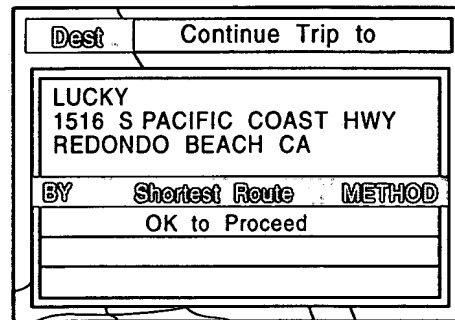 Dest Continue Trip to
LUCKY
1516 S PACIFIC COAST HWY
REDONDO BEACH CA
BY Shortest Route METHOD
OK to Proceed